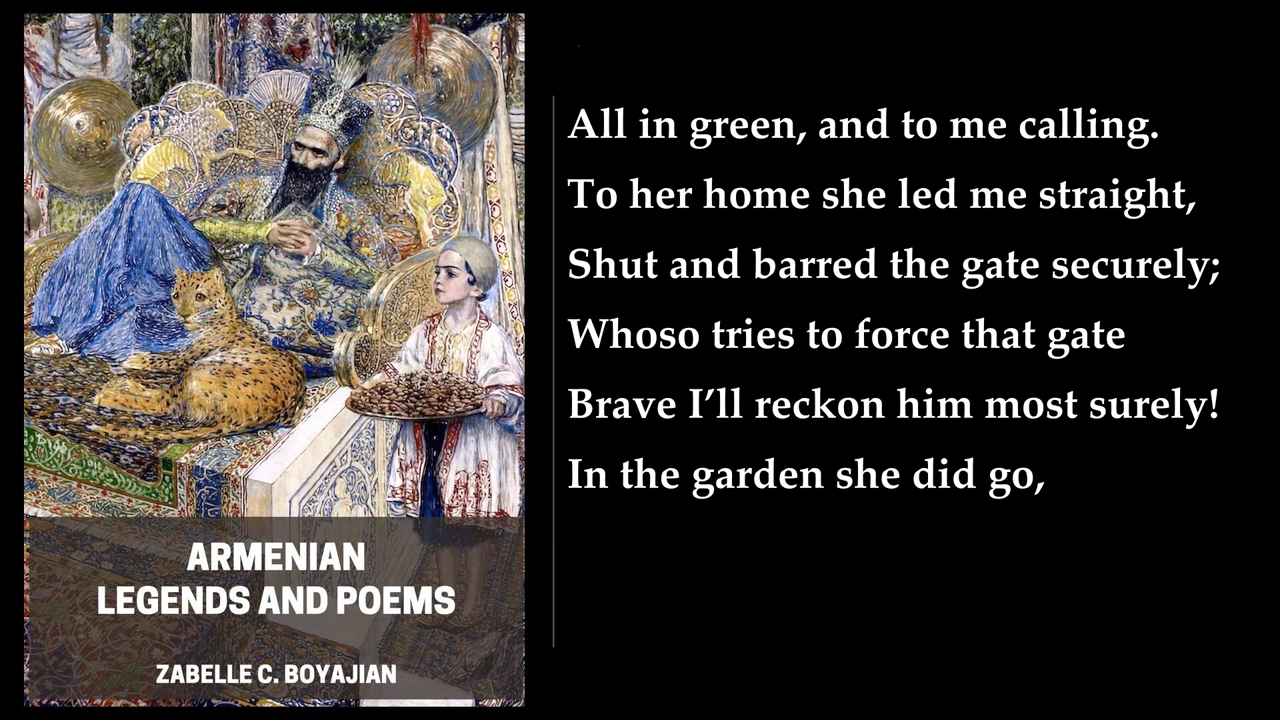 All in green, and to me calling.
To her home she led me straight,
Shut and barred the gate securely;
Whoso tries to force that gate
Brave I’ll reckon him most surely!
In the garden she did go,
ARMENIAN
LEGENDS AND POEMS
ZABELLE C. BOYAJIAN